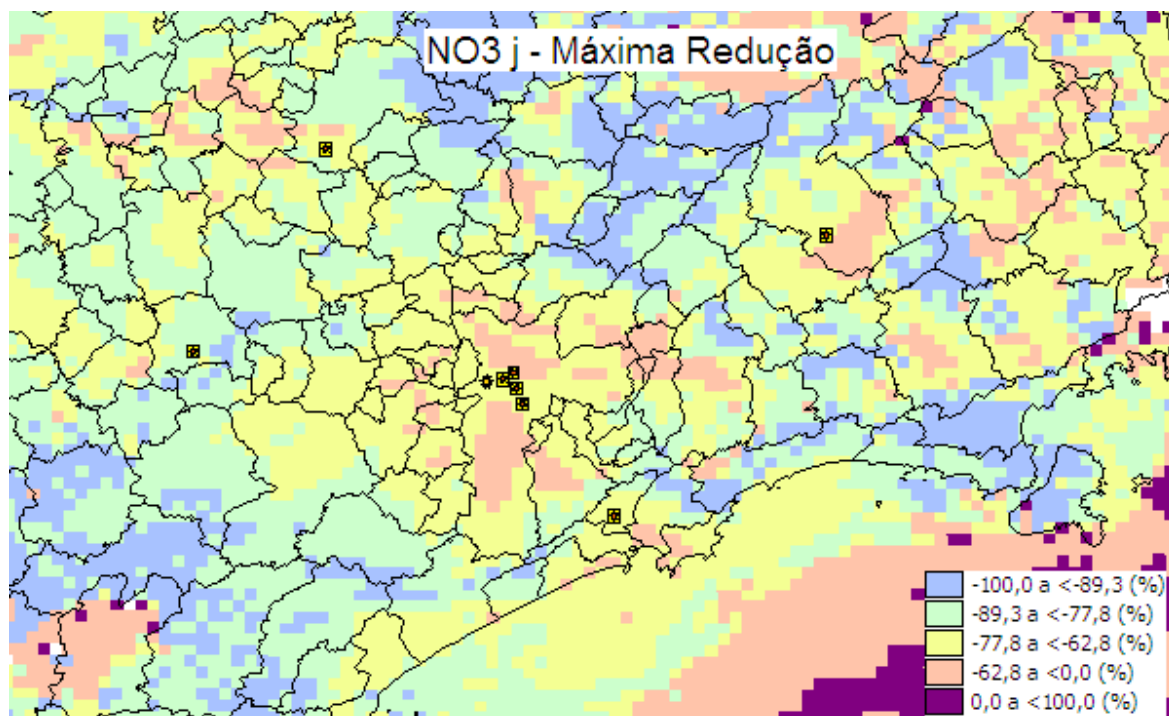 NO3 j - Máxima Redução
-100,0 a <-89,3 (%)
-89,3 a <-77,8 (%)
-77,8 a <-62,8 (%)
-62,8 a <0,0 (%)
0,0 a <100,0 (%)